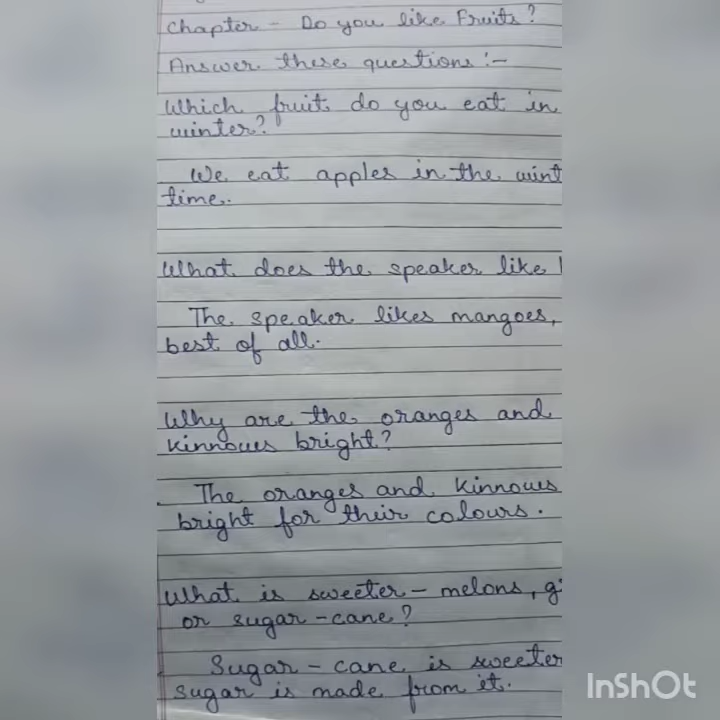 Chapter - Do you like Fruits?
Answer these questions :-
Which fruit do you eat in
winter?
We eat apples in the wint
time.
What does the speaker like
The speaker likes mangoes,
best of all.
Why are the oranges and
kinnows bright?
The oranges and kinnows
bright for their colours.
What is sweeter - melons, g
or sugar-cane?
Sugar - cane is sweeter
sugar is made from it.
InShOt